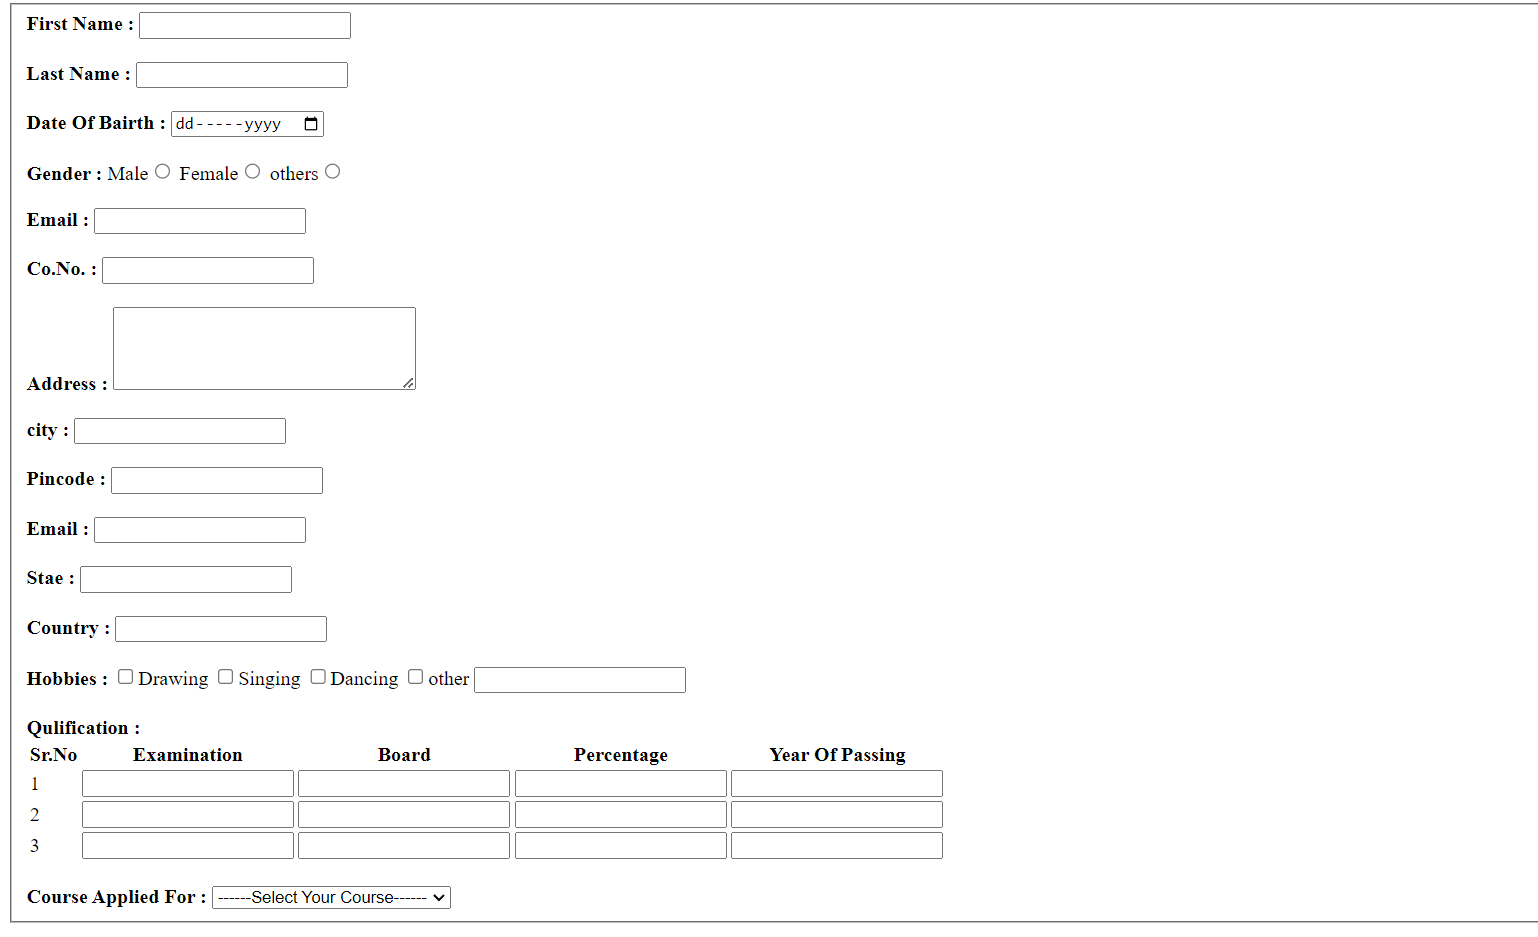 First Name :
Last Name :
Date Of Bairth : dd-----yyyy
Gender : Male Female others
Email :
Co.No. :
Address :
city :
Pincode :
Email :
Stae :
Country :
Hobbies : Drawing Singing Dancing other
Qulification :
Sr.No Examination Board Percentage Year Of Passing
1
2
3
Course Applied For : ------Select Your Course------